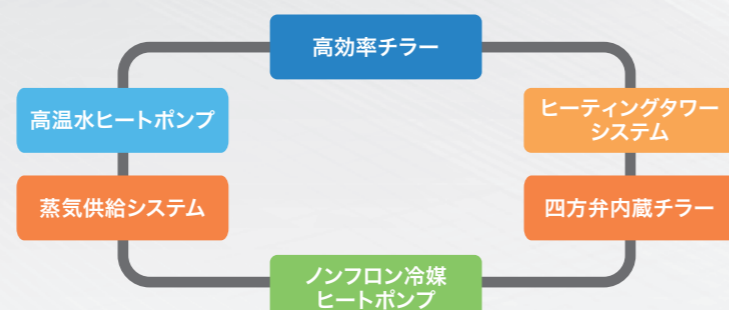 高効率チラー
高温水ヒートポンプ
ヒーティングタワー
システム
蒸気供給システム
四方弁内蔵チラー
ノンフロン冷媒
ヒートポンプ